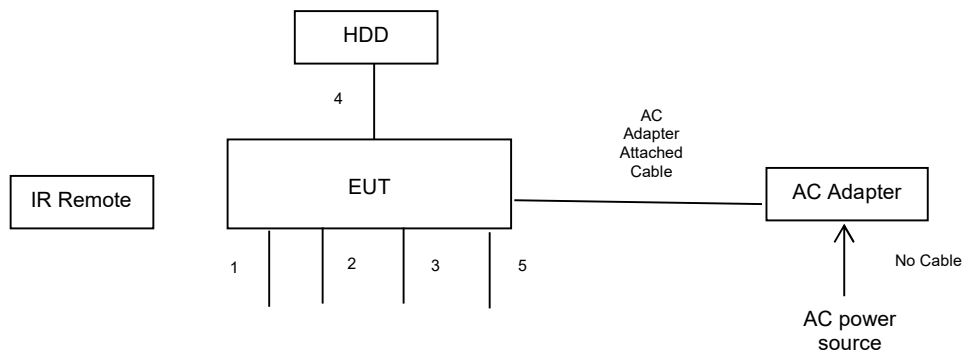 HDD
4
AC
Adapter
Attached
Cable
EUT
IR Remote
AC Adapter
1
2
3
5
No Cable
AC power
source